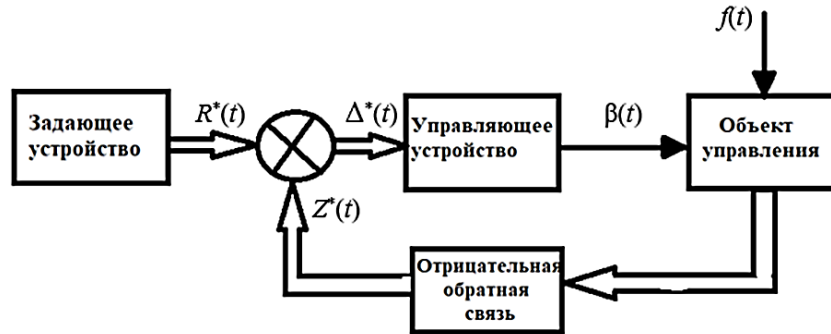 f(t)
Задающее
устройство
R*(t)
Δ*(t)
Управляющее
устройство
β(t)
Объект
управления
Z*(t)
Отрицательная
обратная
связь